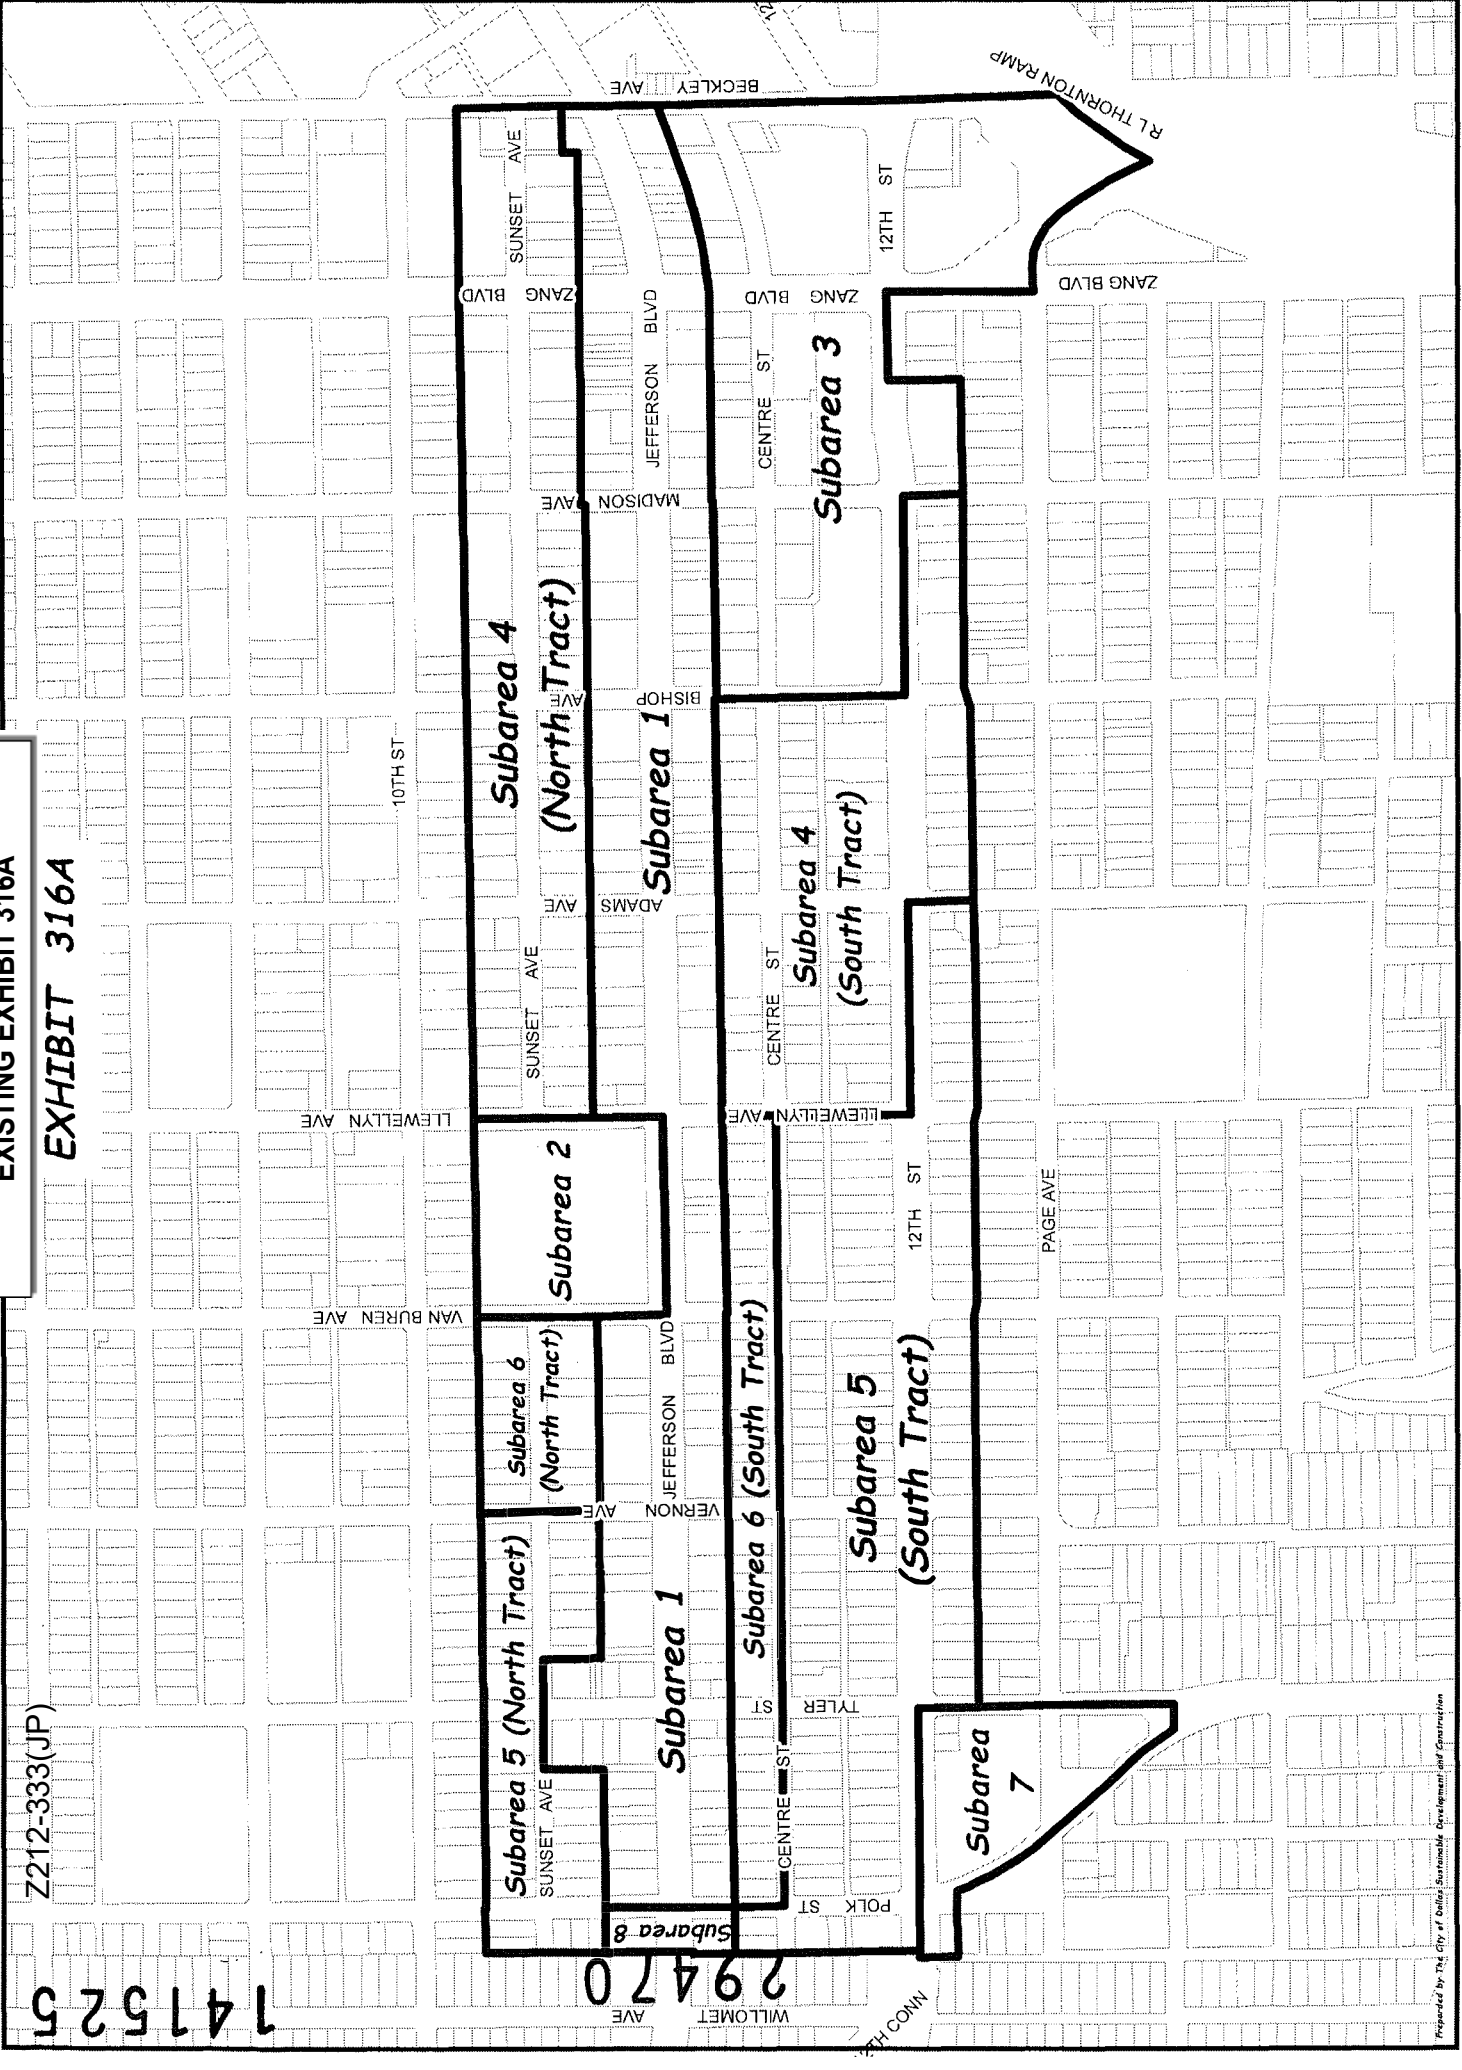 EXISTING EXHIBIT 316A
EXHIBIT 316A
Z212-333(JP)
141525
29470
10TH ST
LLEWELLYN AVE
VAN BUREN AVE
Subarea 5 (North Tract)
SUNSET AVE
Subarea 6
(North Tract)
Subarea 2
SUNSET AVE
Subarea 4
(North Tract)
ZANG BLVD
SUNSET AVE
BECKLEY AVE
VERNON AVE
ADAMS AVE
BISHOP AVE
MADISON AVE
Subarea 8
Subarea 1
JEFFERSON BLVD
Subarea 1
JEFFERSON BLVD
WILLOMET AVE
POLK ST
CENTRE ST
TYLER ST
Subarea 6 (South Tract)
LLEWELLYN AVE
CENTRE ST
Subarea 4
(South Tract)
CENTRE ST
ZANG BLVD
Subarea 3
12TH ST
Subarea 5
(South Tract)
12TH ST
Subarea
7
PAGE AVE
ZANG BLVD
R L THORNTON RAMP
TH CONN
Prepared by The City of Dallas Sustainable Development and Construction